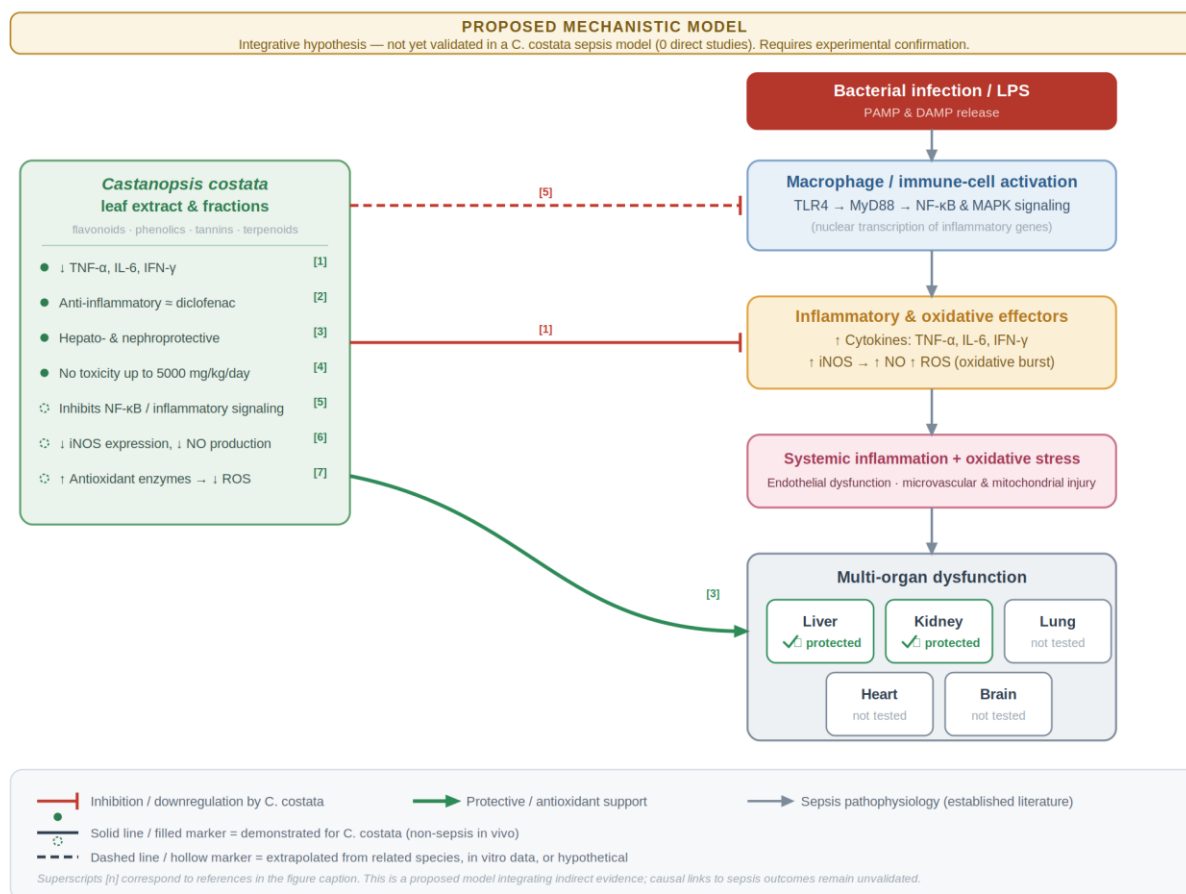 PROPOSED MECHANISTIC MODEL
Integrative hypothesis — not yet validated in a C. costata sepsis model (0 direct studies). Requires experimental confirmation.
Bacterial infection / LPS
PAMP & DAMP release
Castanopsis costata
leaf extract & fractions
flavonoids · phenolics · tannins · terpenoids
↓ TNF-α, IL-6, IFN-γ [1]
Anti-inflammatory ≈ diclofenac [2]
Hepato- & nephroprotective [3]
No toxicity up to 5000 mg/kg/day [4]
Inhibits NF-κB / inflammatory signaling [5]
↓ iNOS expression, ↓ NO production [6]
↑ Antioxidant enzymes → ↓ ROS [7]
[5]
[1]
[3]
Macrophage / immune-cell activation
TLR4 → MyD88 → NF-κB & MAPK signaling
(nuclear transcription of inflammatory genes)
Inflammatory & oxidative effectors
↑ Cytokines: TNF-α, IL-6, IFN-γ
↑ iNOS → ↑ NO ↑ ROS (oxidative burst)
Systemic inflammation + oxidative stress
Endothelial dysfunction · microvascular & mitochondrial injury
Multi-organ dysfunction
Liver
✓ protected
Kidney
✓ protected
Lung
not tested
Heart
not tested
Brain
not tested
Inhibition / downregulation by C. costata
Protective / antioxidant support
Sepsis pathophysiology (established literature)
Solid line / filled marker = demonstrated for C. costata (non-sepsis in vivo)
Dashed line / hollow marker = extrapolated from related species, in vitro data, or hypothetical
Superscripts [n] correspond to references in the figure caption. This is a proposed model integrating indirect evidence; causal links to sepsis outcomes remain unvalidated.